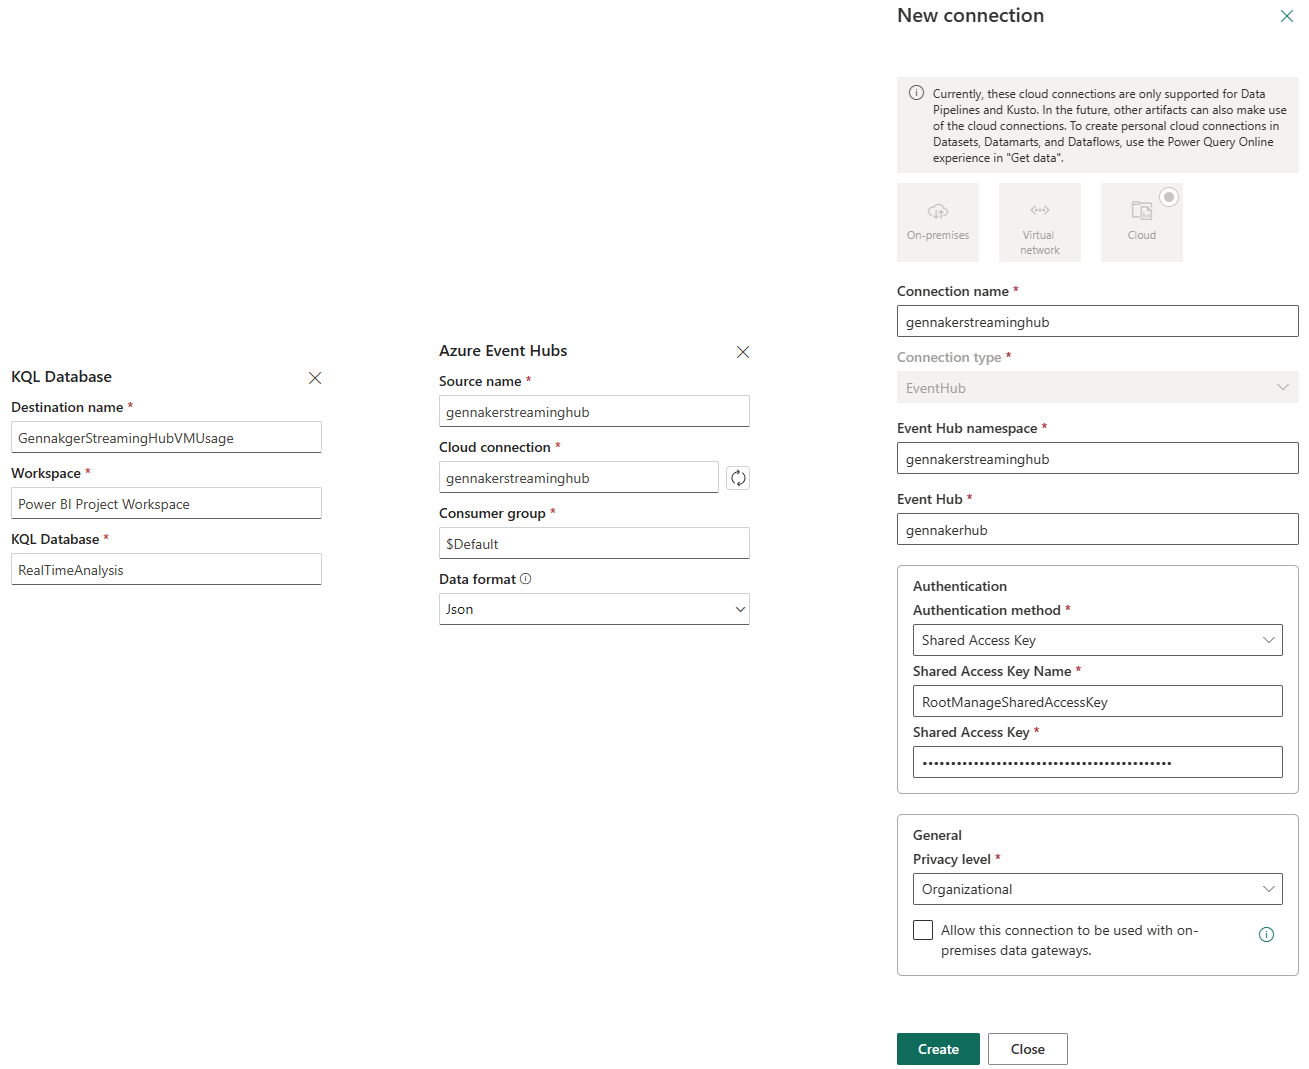 KQL Database
Destination name *
GennakgerStreamingHubVMUsage
Workspace *
Power BI Project Workspace
KQL Database *
RealTimeAnalysis
Azure Event Hubs
Source name *
gennakerstreaminghub
Cloud connection *
gennakerstreaminghub
Consumer group *
$Default
Data format
Json
New connection
Currently, these cloud connections are only supported for Data
Pipelines and Kusto. In the future, other artifacts can also make use
of the cloud connections. To create personal cloud connections in
Datasets, Datamarts, and Dataflows, use the Power Query Online
experience in "Get data".
On-premises
Virtual
network
Cloud
Connection name *
gennakerstreaminghub
Connection type *
EventHub
Event Hub namespace *
gennakerstreaminghub
Event Hub *
gennakerhub
Authentication
Authentication method *
Shared Access Key
Shared Access Key Name *
RootManageSharedAccessKey
Shared Access Key *
General
Privacy level *
Organizational
Allow this connection to be used with on-
premises data gateways.
Create
Close